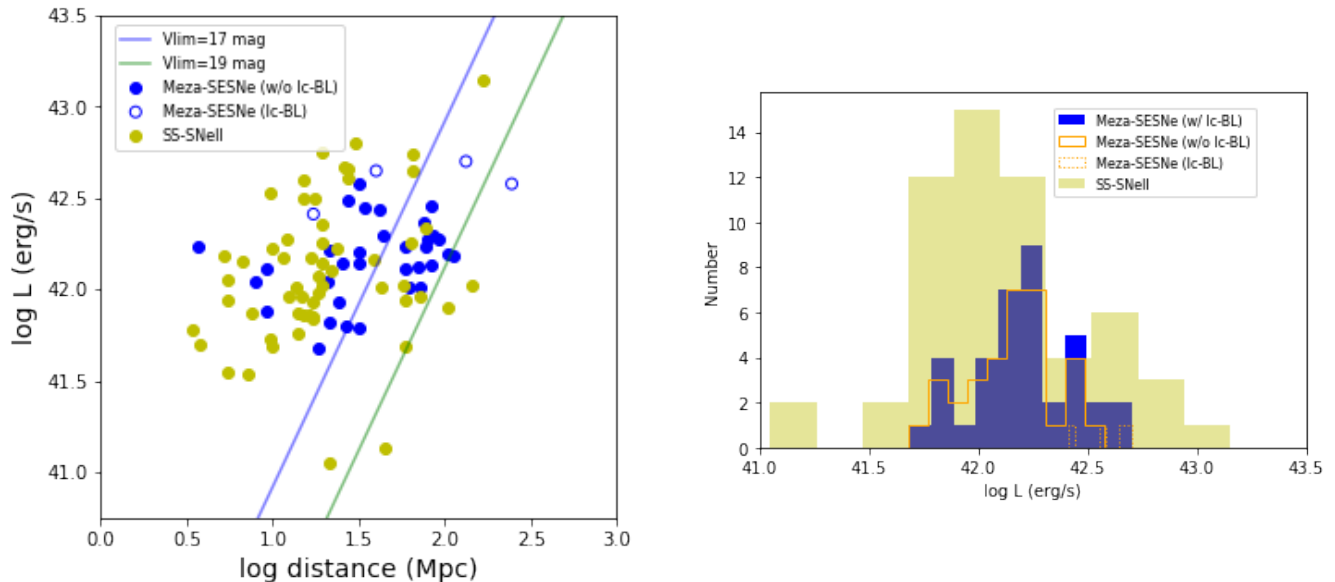 43.5
43.0
42.5
42.0
41.5
41.0
log L (erg/s)
Vlim=17 mag
Vlim=19 mag
Meza-SESNe (w/o Ic-BL)
Meza-SESNe (Ic-BL)
SS-SNeII
0.0 0.5 1.0 1.5 2.0 2.5 3.0
log distance (Mpc)
14
12
10
8
6
4
2
0
Number
Meza-SESNe (w/ Ic-BL)
Meza-SESNe (w/o Ic-BL)
Meza-SESNe (Ic-BL)
SS-SNeII
41.0 41.5 42.0 42.5 43.0 43.5
log L (erg/s)